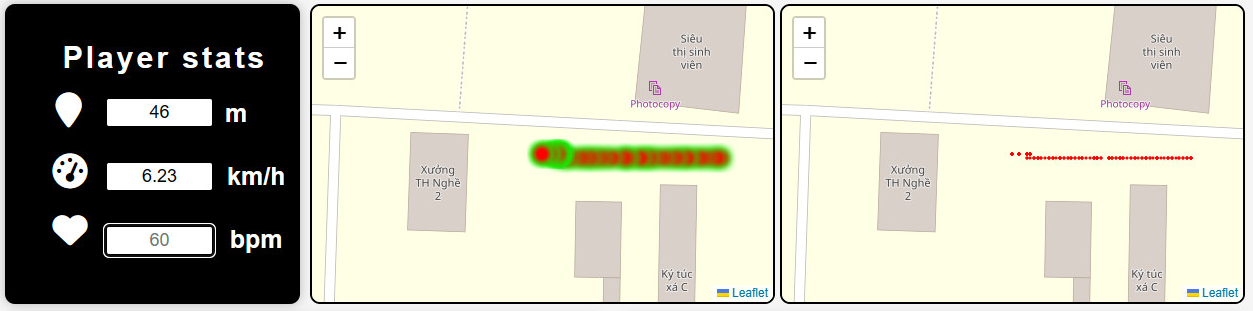 Player stats
46 m
6.23 km/h
60 bpm
+
−
Siêu
thị sinh
viên
Photocopy
Xưởng
TH Nghề
2
Ký túc
xá C
Leaflet
+
−
Siêu
thị sinh
viên
Photocopy
Xưởng
TH Nghề
2
Ký túc
xá C
Leaflet